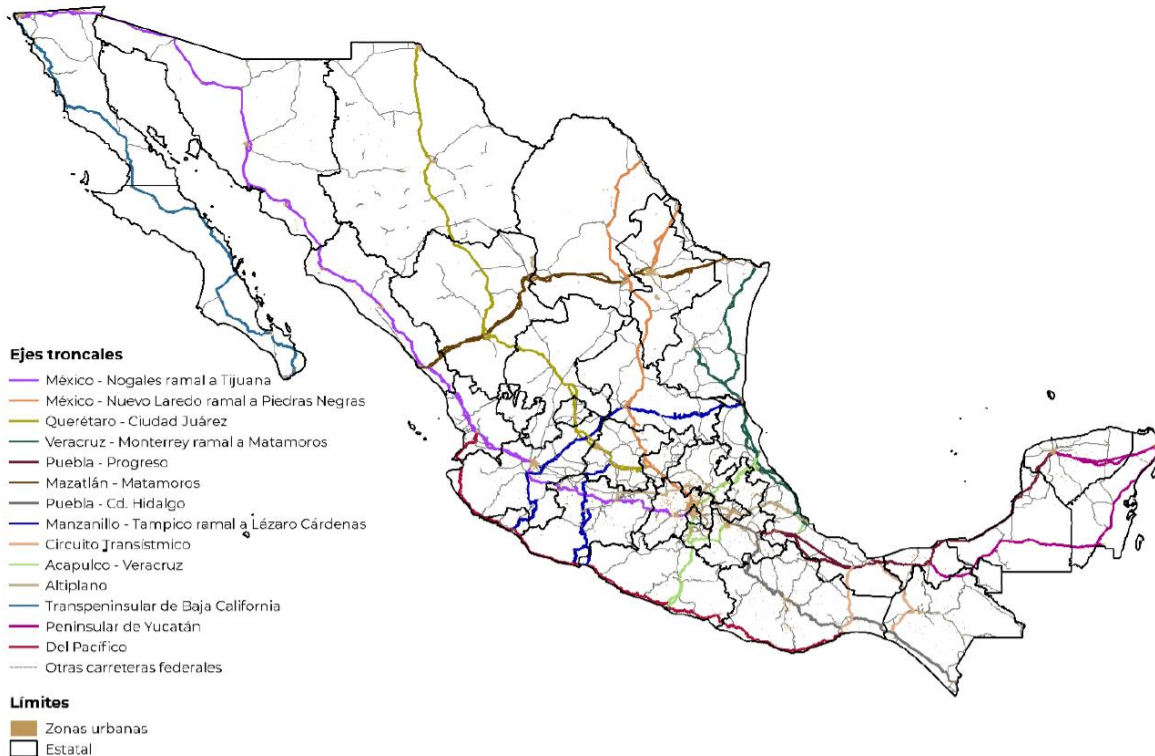 Ejes troncales
México - Nogales ramal a Tijuana
México - Nuevo Laredo ramal a Piedras Negras
Querétaro - Ciudad Juárez
Veracruz - Monterrey ramal a Matamoros
Puebla - Progreso
Mazatlán - Matamoros
Puebla - Cd. Hidalgo
Manzanillo - Tampico ramal a Lézaro Cárdenas
Circuito Transístmico
Acapulco - Veracruz
Altiplano
Transpeninsular de Baja California
Peninsular de Yucatán
Del Pacífico
Otras carreteras federales
Límites
Zonas urbanas
Estatal